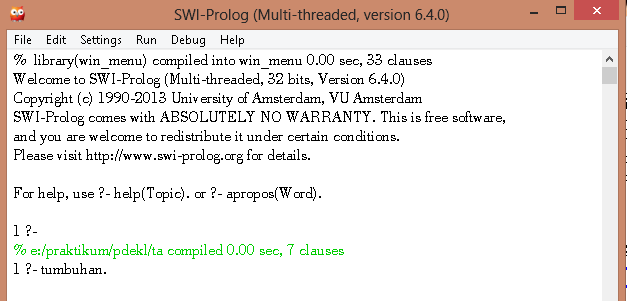 SWI-Prolog (Multi-threaded, version 6.4.0)
File Edit Settings Run Debug Help
% library(win_menu) compiled into win_menu 0.00 sec, 33 clauses
Welcome to SWI-Prolog (Multi-threaded, 32 bits, Version 6.4.0)
Copyright (c) 1990-2013 University of Amsterdam, VU Amsterdam
SWI-Prolog comes with ABSOLUTELY NO WARRANTY. This is free software,
and you are welcome to redistribute it under certain conditions.
Please visit http://www.swi-prolog.org for details.
For help, use ?- help(Topic). or ?- apropos(Word).
1 ?-
% e:/praktikum/pdekl/ta compiled 0.00 sec, 7 clauses
1 ?- tumbuhan.